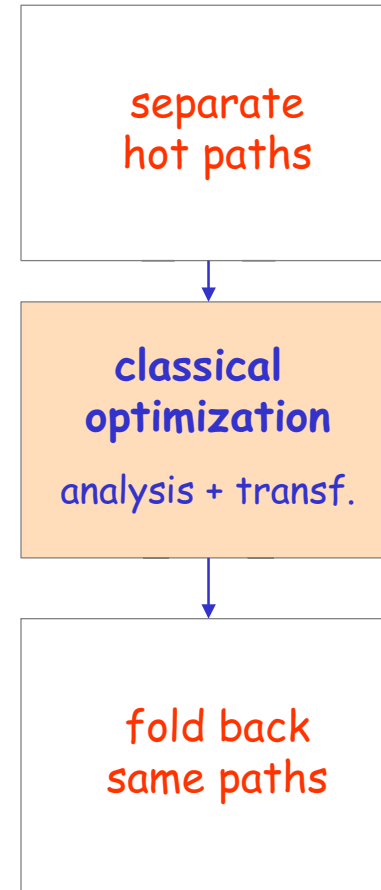 separate
hot paths
classical
optimization
analysis + transf.
fold back
same paths